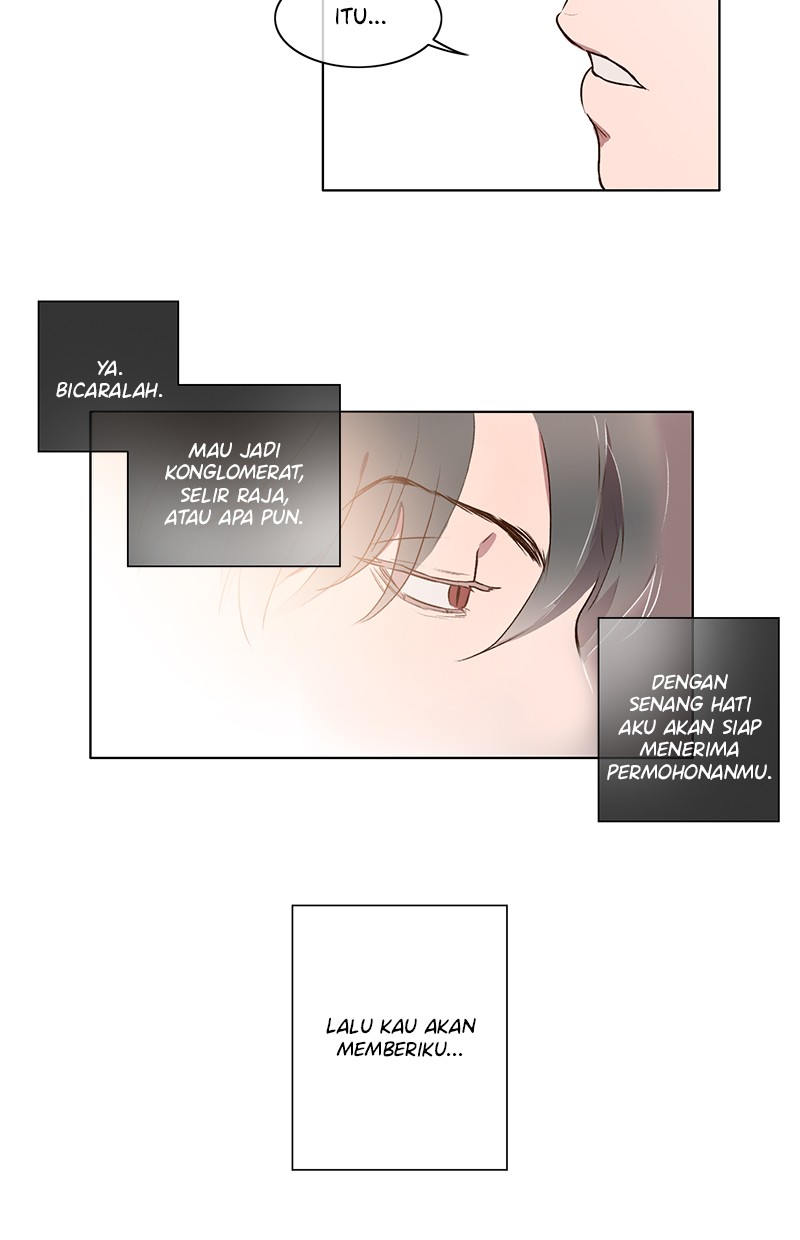 ITU...
YA.
BICARALAH.
MAU JADI
KONGLOMERAT,
SELIR RAJA,
ATAU APA PUN.
DENGAN
SENANG HATI
AKU AKAN SIAP
MENERIMA
PERMOHONANMU.
LALU KAU AKAN
MEMBERIKU...